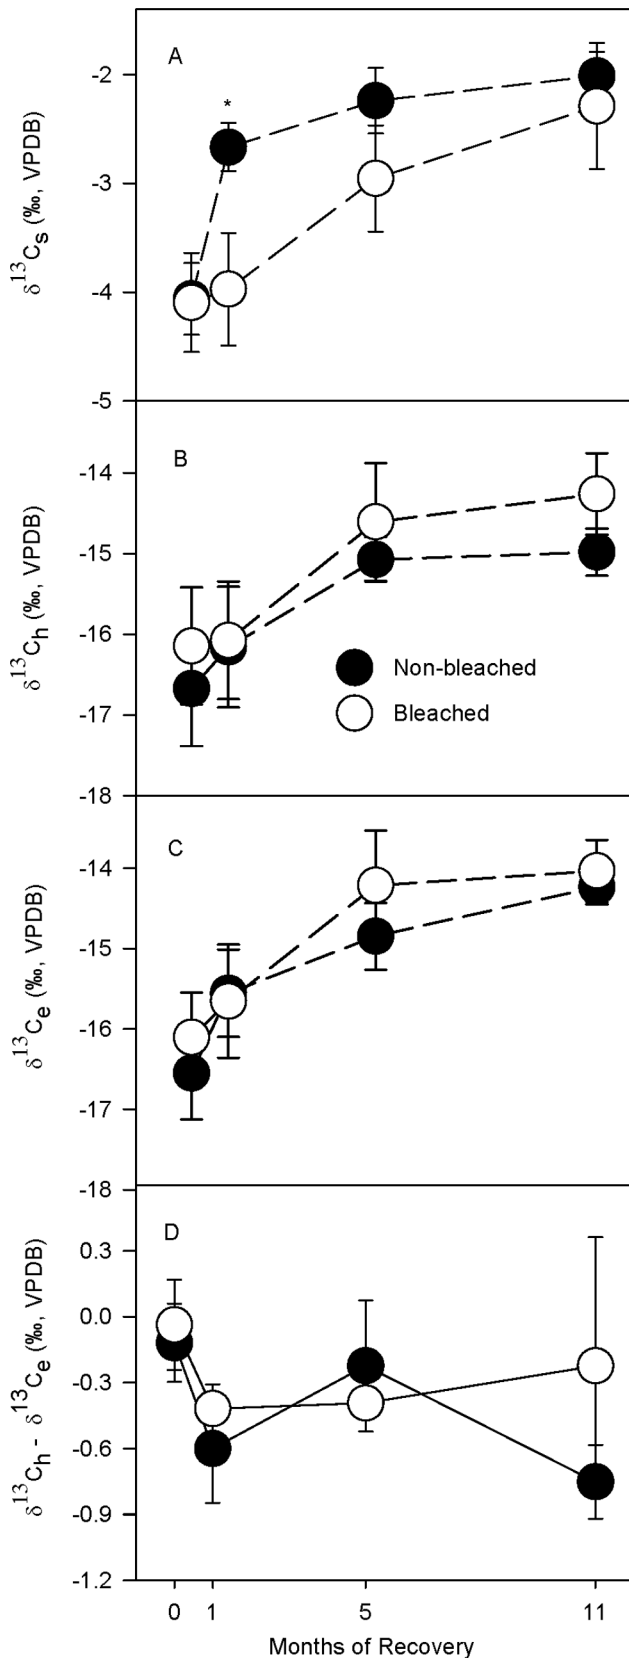 A
*
-2
-3
-4
-5
δ¹³Cₛ (‰, VPDB)
B
-14
-15
-16
-17
-18
δ¹³Cₕ (‰, VPDB)
Non-bleached
Bleached
C
-14
-15
-16
-17
-18
δ¹³Cₑ (‰, VPDB)
D
0.3
0.0
-0.3
-0.6
-0.9
-1.2
δ¹³Cₕ - δ¹³Cₑ (‰, VPDB)
0 1 5 11
Months of Recovery